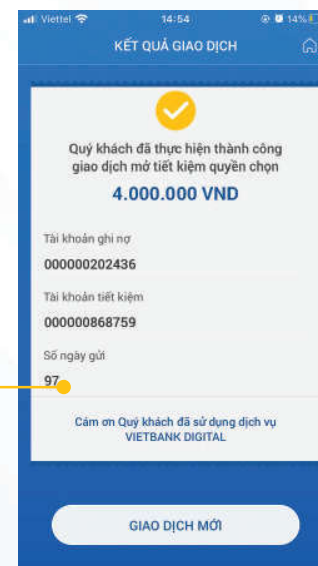 Viettel 14:54 14%
KẾT QUẢ GIAO DỊCH
Quý khách đã thực hiện thành công
giao dịch mở tiết kiệm quyền chọn
4.000.000 VND
Tài khoản ghi nợ
000000202436
Tài khoản tiết kiệm
000000868759
Số ngày gửi
97
Cám ơn Quý khách đã sử dụng dịch vụ
VIETBANK DIGITAL
GIAO DỊCH MỚI